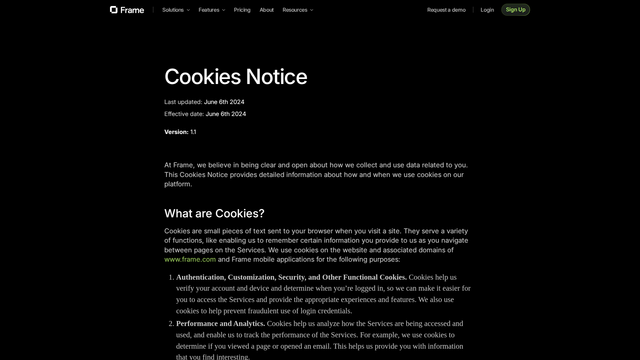 Frame
Solutions
Features
Pricing
About
Resources
Request a demo
Login
Sign Up
Cookies Notice
Last updated: June 6th 2024
Effective date: June 6th 2024
Version: 1.1
At Frame, we believe in being clear and open about how we collect and use data related to you.
This Cookies Notice provides detailed information about how and when we use cookies on our
platform.
What are Cookies?
Cookies are small pieces of text sent to your browser when you visit a site. They serve a variety
of functions, like enabling us to remember certain information you provide to us as you navigate
between pages on the Services. We use cookies on the website and associated domains of
www.frame.com and Frame mobile applications for the following purposes:
1. Authentication, Customization, Security, and Other Functional Cookies. Cookies help us
verify your account and device and determine when you're logged in, so we can make it easier for
you to access the Services and provide the appropriate experiences and features. We also use
cookies to help prevent fraudulent use of login credentials.
2. Performance and Analytics. Cookies help us analyze how the Services are being accessed and
used, and enable us to track the performance of the Services. For example, we use cookies to
determine if you viewed a page or opened an email. This helps us provide you with information
that you find interesting.